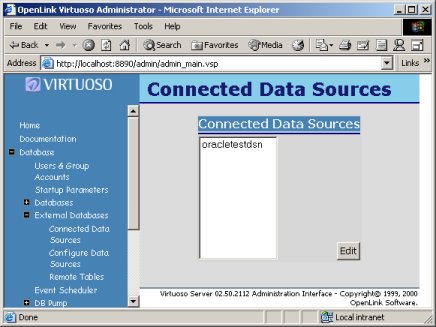 OpenLink Virtuoso Administrator - Microsoft Internet Explorer
File Edit View Favorites Tools Help
Back Search Favorites Media
Address http://localhost:8890/admin/admin_main.vsp Links »
VIRTUOSO
Connected Data Sources
Home
Documentation
Database
Users & Group
Accounts
Startup Parameters
Databases
External Databases
Connected Data
Sources
Configure Data
Sources
Remote Tables
Event Scheduler
DB Pump
Connected Data Sources
oracletestdsn
Edit
Virtuoso Server 02.50.2112 Administration Interface - Copyright© 1999, 2000
OpenLink Software.
Done Local intranet